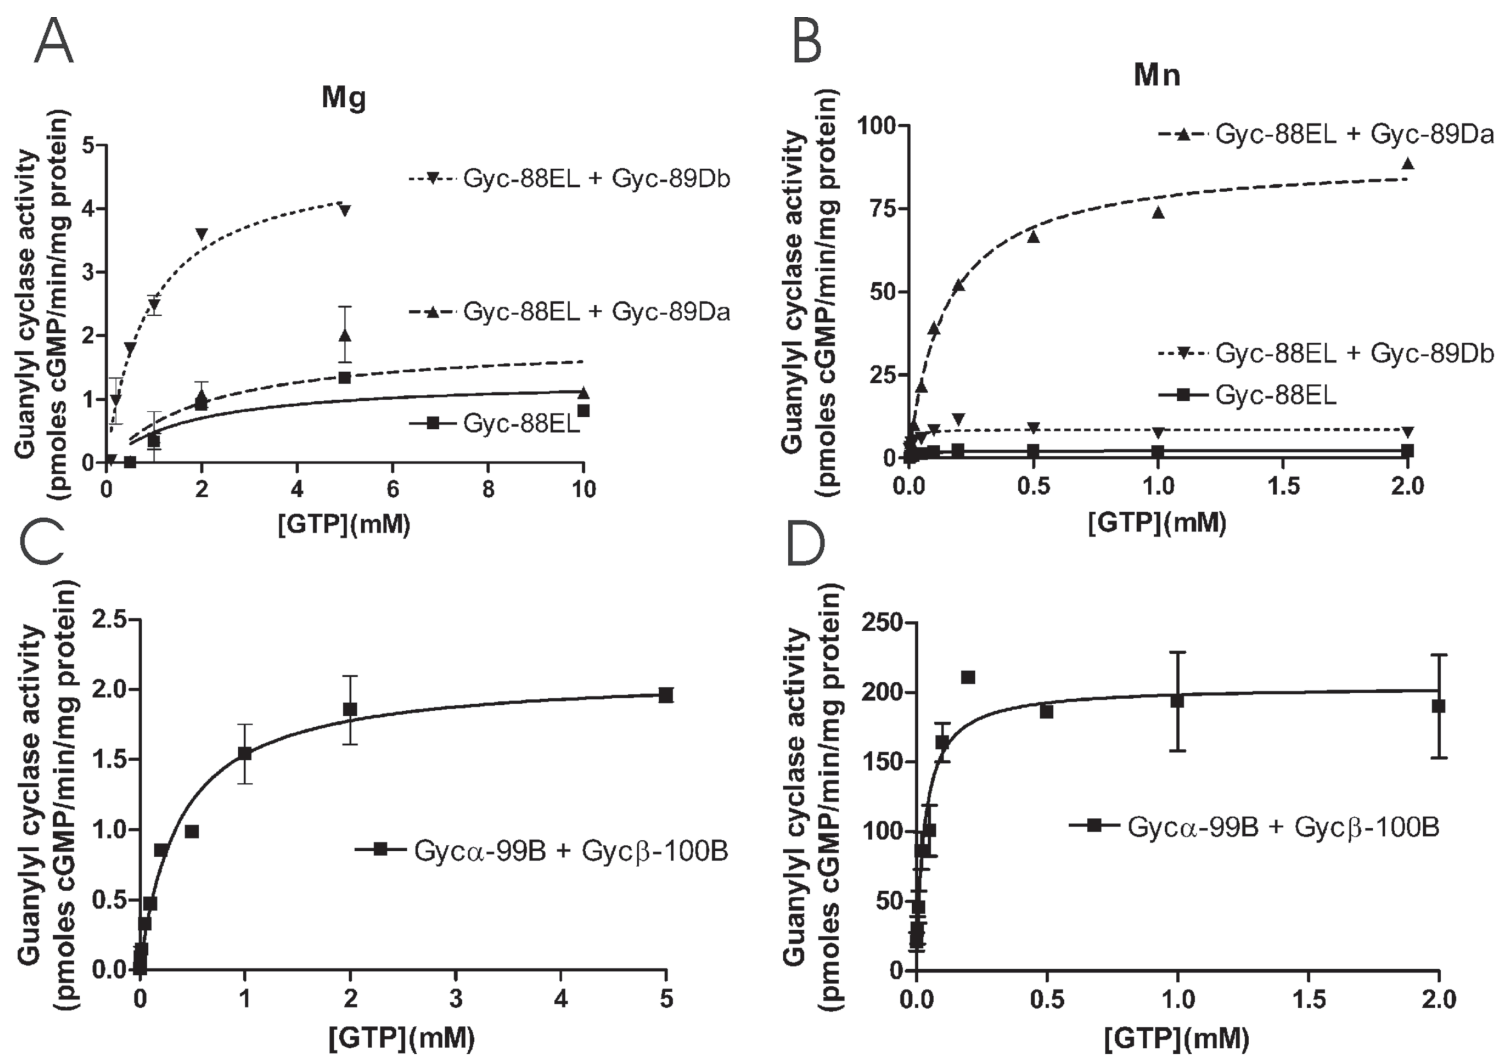 A
Mg
Guanylyl cyclase activity
(pmoles cGMP/min/mg protein)
5
4
3
2
1
0
Gyc-88EL + Gyc-89Db
Gyc-88EL + Gyc-89Da
Gyc-88EL
0 2 4 6 8 10
[GTP](mM)
B
Mn
Guanylyl cyclase activity
(pmoles cGMP/min/mg protein)
100
75
50
25
0
Gyc-88EL + Gyc-89Da
Gyc-88EL + Gyc-89Db
Gyc-88EL
0.0 0.5 1.0 1.5 2.0
[GTP](mM)
C
Guanylyl cyclase activity
(pmoles cGMP/min/mg protein)
2.5
2.0
1.5
1.0
0.5
0.0
Gycα-99B + Gycβ-100B
0 1 2 3 4 5
[GTP](mM)
D
Guanylyl cyclase activity
(pmoles cGMP/min/mg protein)
250
200
150
100
50
0
Gycα-99B + Gycβ-100B
0.0 0.5 1.0 1.5 2.0
[GTP](mM)